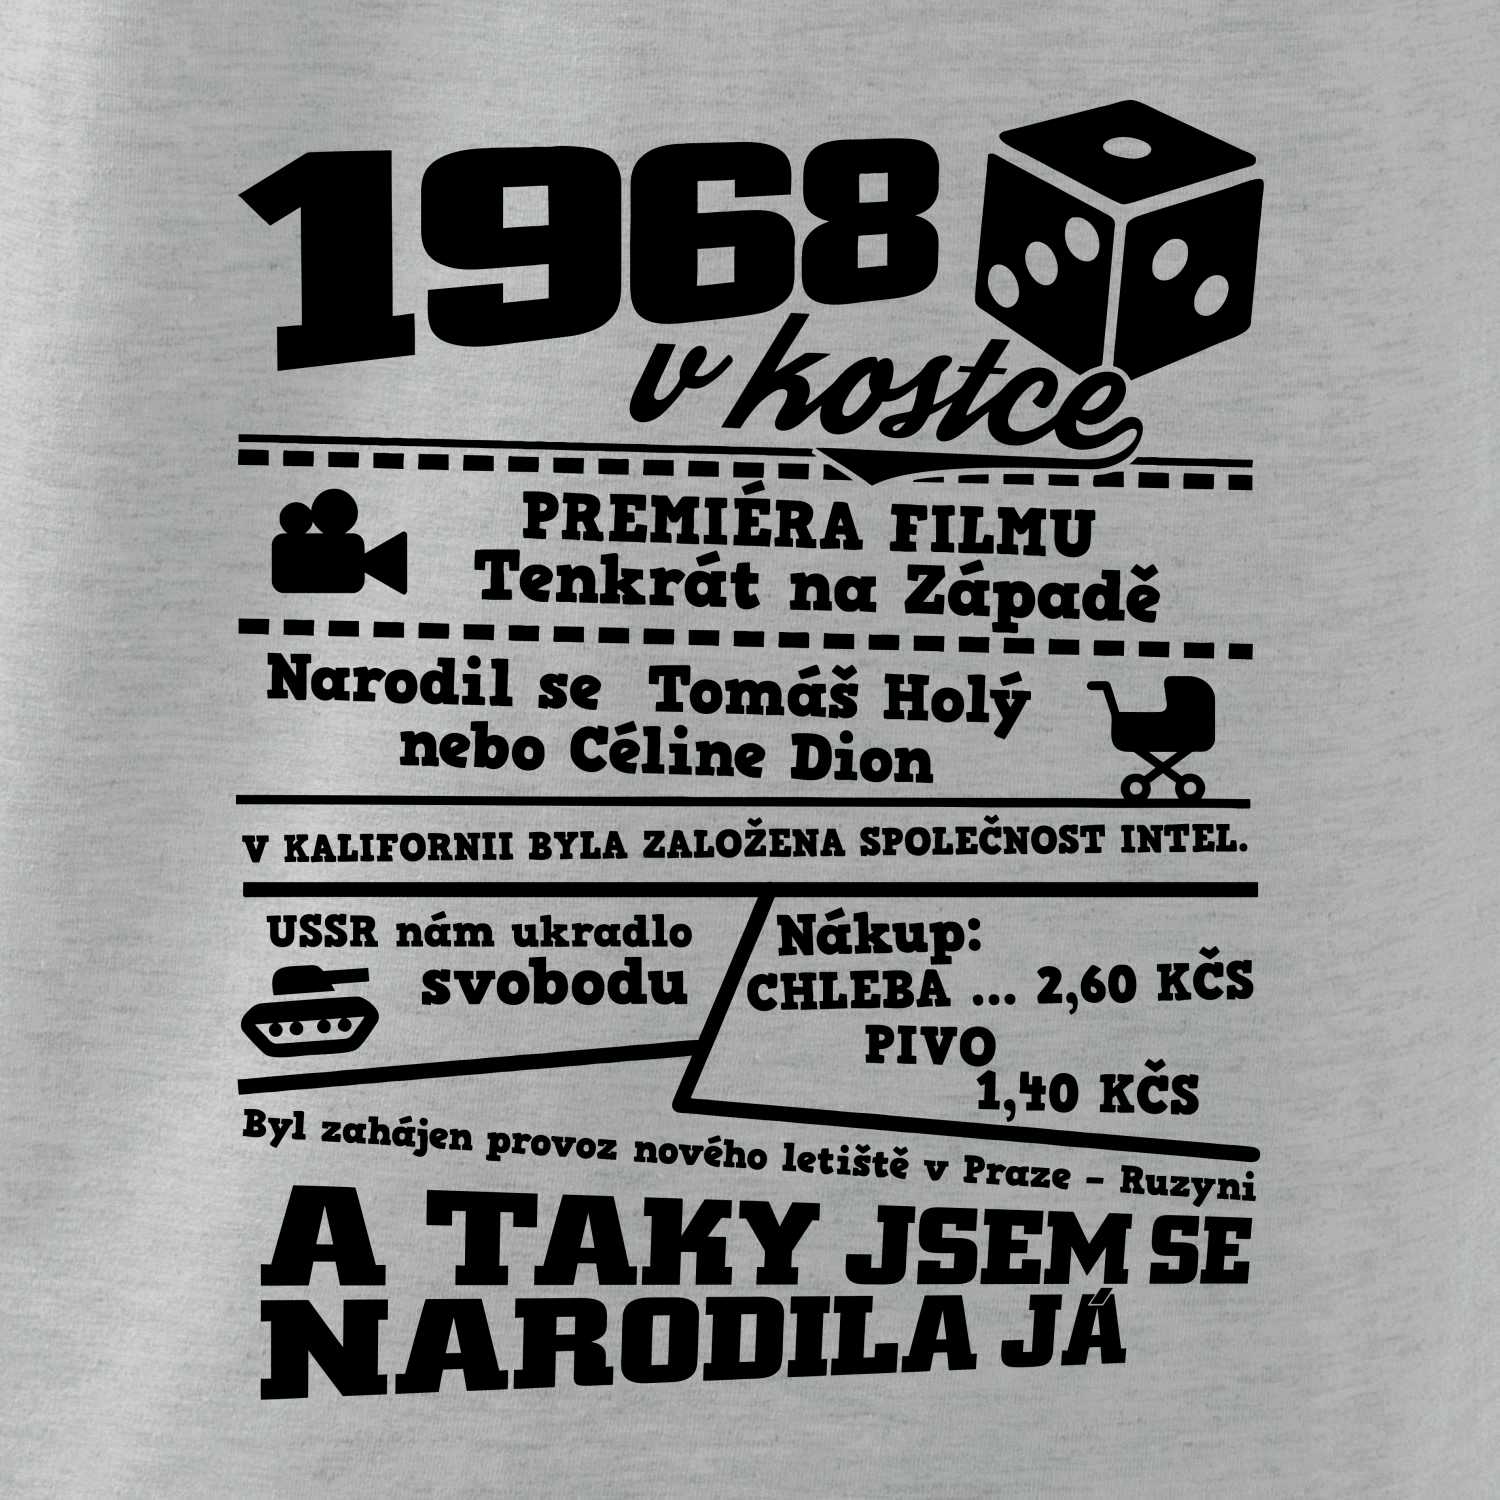 1968
v kostce
PREMIÉRA FILMU
Tenkrát na Západě
Narodil se Tomáš Holý
nebo Céline Dion
V KALIFORNII BYLA ZALOŽENA SPOLEČNOST INTEL.
USSR nám ukradlo
svobodu
Nákup:
CHLEBA ... 2,60 KČS
PIVO
1,40 KČS
Byl zahájen provoz nového letiště v Praze - Ruzyni
A TAKY JSEM SE
NARODILA JÁ